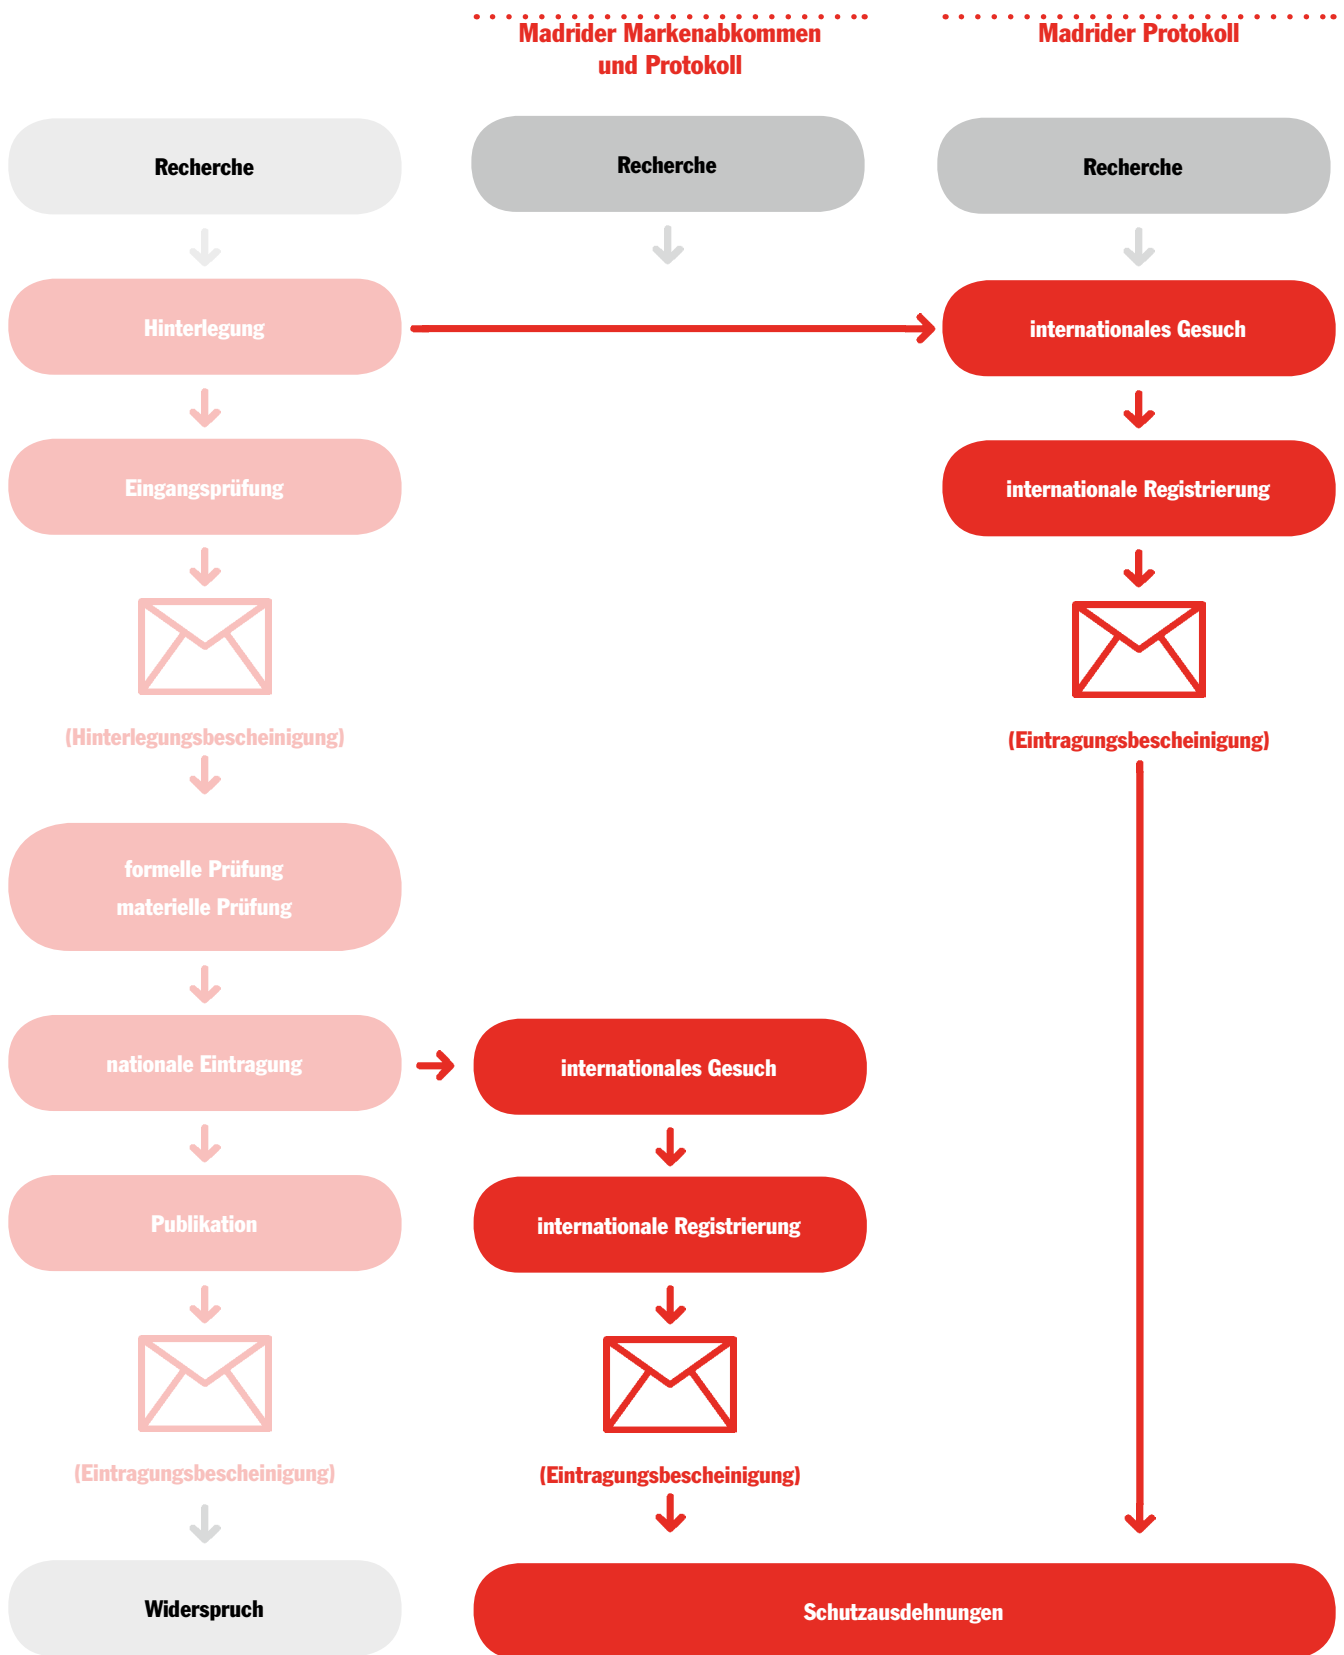 Madrider Markenabkommen
und Protokoll
Madrider Protokoll
Recherche
Recherche
Recherche
Hinterlegung
internationales Gesuch
Eingangsprüfung
internationale Registrierung
(Hinterlegungsbescheinigung)
(Eintragungsbescheinigung)
formelle Prüfung
materielle Prüfung
nationale Eintragung
internationales Gesuch
Publikation
internationale Registrierung
(Eintragungsbescheinigung)
(Eintragungsbescheinigung)
Widerspruch
Schutzausdehnungen